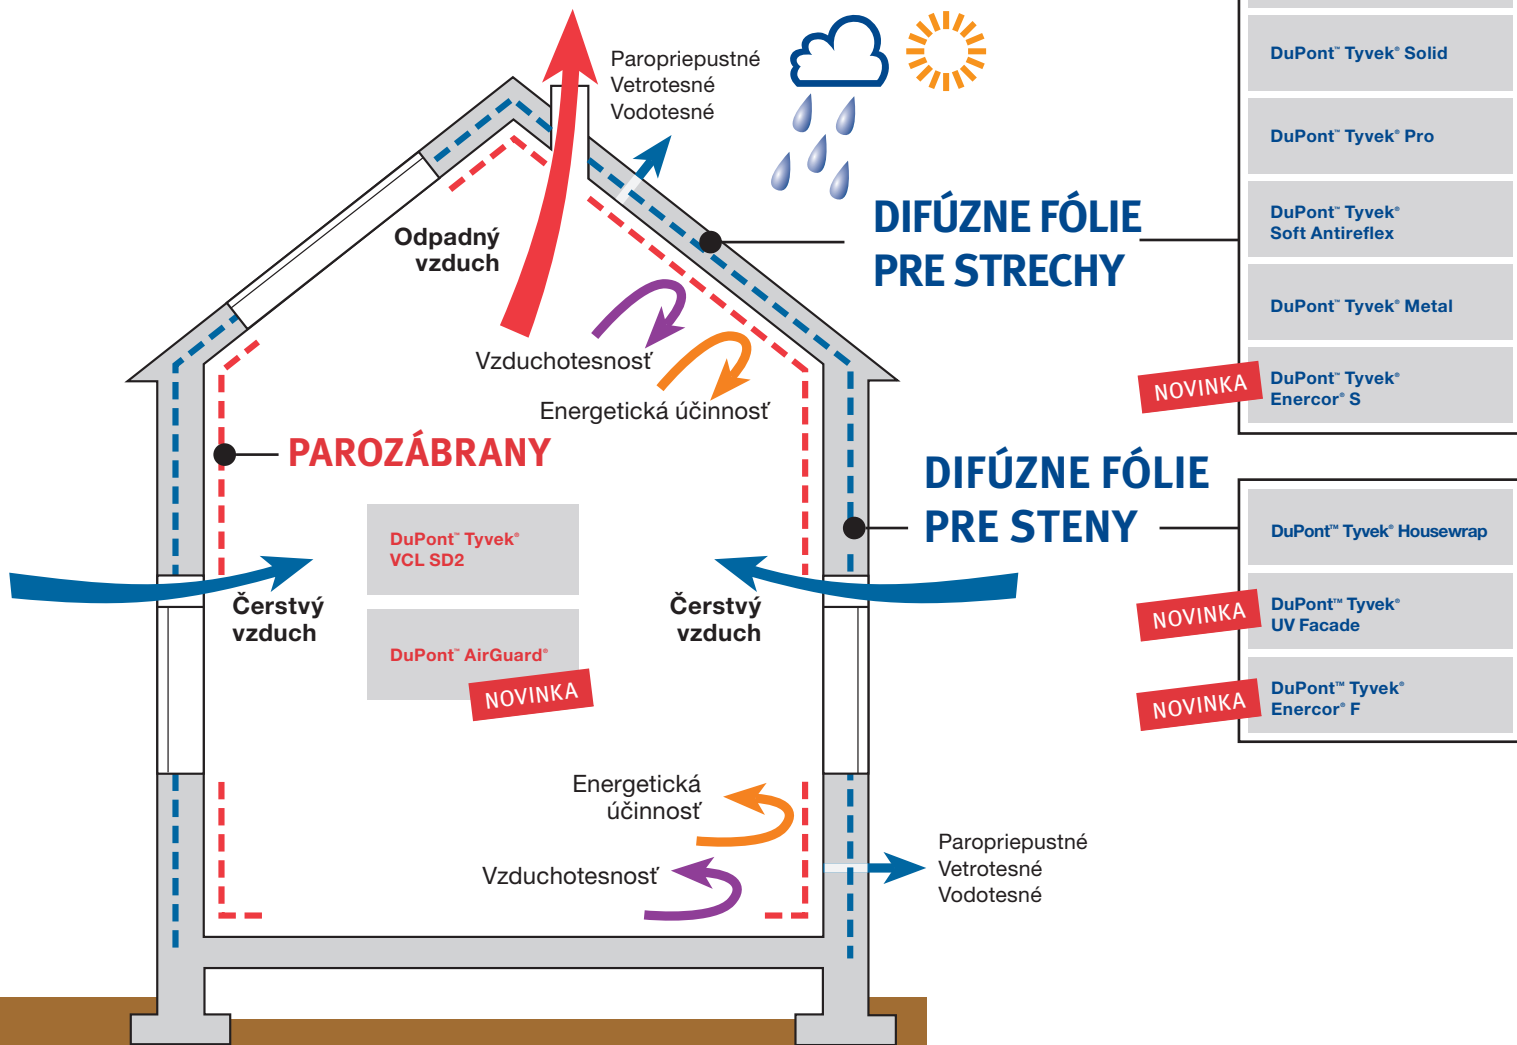 Paropriepustné
Vetrotesné
Vodotesné
Odpadný
vzduch
DIFÚZNE FÓLIE
PRE STRECHY
DuPont™ Tyvek® Solid
DuPont™ Tyvek® Pro
DuPont™ Tyvek®
Soft Antireflex
DuPont™ Tyvek® Metal
NOVINKA
DuPont™ Tyvek®
Enercor® S
Vzduchotesnosť
Energetická účinnosť
PAROZÁBRANY
DuPont™ Tyvek®
VCL SD2
DuPont™ AirGuard®
NOVINKA
Čerstvý
vzduch
Čerstvý
vzduch
DIFÚZNE FÓLIE
PRE STENY
DuPont™ Tyvek® Housewrap
NOVINKA
DuPont™ Tyvek®
UV Facade
NOVINKA
DuPont™ Tyvek®
Enercor® F
Energetická
účinnosť
Vzduchotesnosť
Paropriepustné
Vetrotesné
Vodotesné